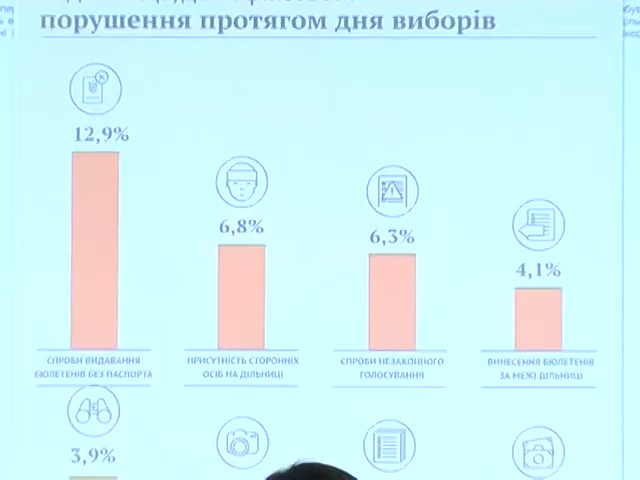 порушення протягом дня виборів
12,9%
6,8%
6,3%
4,1%
СПРОБИ ВИДАВАННЯ
БЮЛЕТЕНІВ БЕЗ ПАСПОРТА
ПРИСУТНІСТЬ СТОРОННІХ
ОСІБ НА ДІЛЬНИЦІ
СПРОБИ НЕЗАКОННОГО
ГОЛОСУВАННЯ
ВИНЕСЕННЯ БЮЛЕТЕНІВ
ЗА МЕЖІ ДІЛЬНИЦІ
3,9%